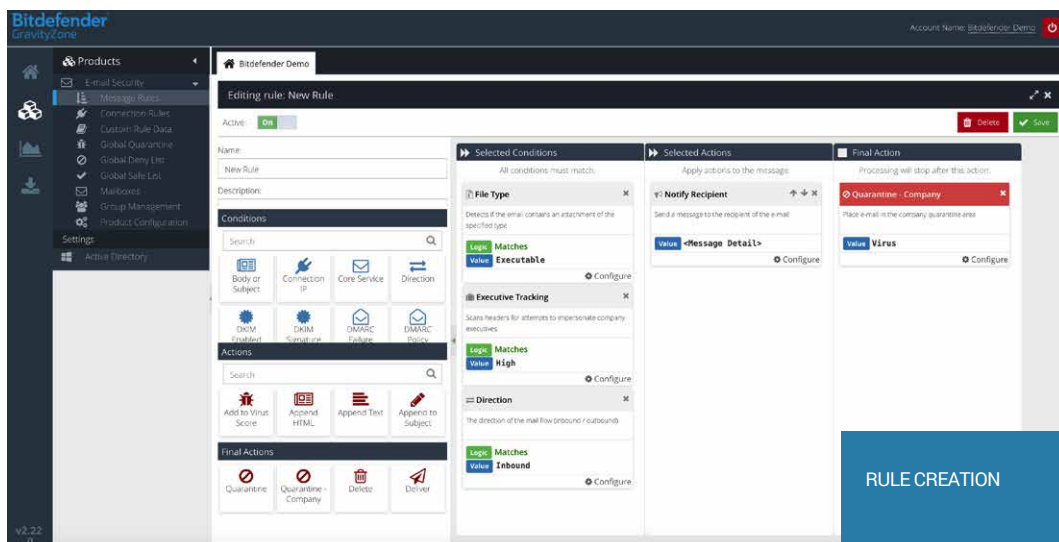 Bitdefender
GravityZone
Account Name: Bitdefender Demo
Products
E-mail Security
Message Rules
Connection Rules
Custom Rule Data
Global Quarantine
Global Deny List
Global Safe List
Mailboxes
Group Management
Product Configuration
Settings
Active Directory
v2.22
Bitdefender Demo
Editing rule: New Rule
Active: On
Delete
Save
Name:
New Rule
Description:
Conditions
Search
Body or Subject
Connection IP
Core Service
Direction
DKIM Enabled
DKIM Signature
DMARC Failure
DMARC Policy
Actions
Search
Add to Virus Score
Append HTML
Append Text
Append to Subject
Final Actions
Quarantine
Quarantine - Company
Delete
Deliver
Selected Conditions
All conditions must match.
File Type
Detects if the email contains an attachment of the
specified type
Logic Matches
Value Executable
Configure
Executive Tracking
Scans headers for attempts to impersonate company
executives
Logic Matches
Value High
Configure
Direction
The direction of the mail flow (inbound / outbound)
Logic Matches
Value Inbound
Configure
Selected Actions
Apply actions to the message.
Notify Recipient
Send a message to the recipient of the e-mail
Value <Message Detail>
Configure
Final Action
Processing will stop after this action.
Quarantine - Company
Place e-mail in the company quarantine area
Value Virus
Configure
RULE CREATION